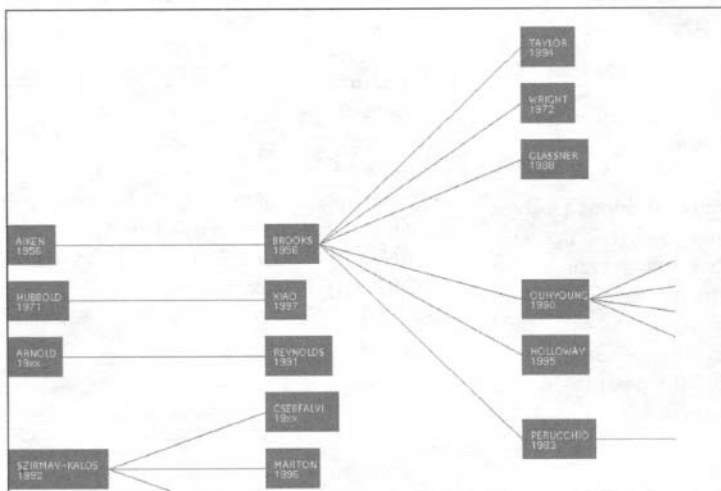 TAYLOR
1994
WRIGHT
1972
GLASSNER
1988
AIKEN
1956
BROOKS
1956
HUBBOLD
1971
XIAO
1997
OUHYOUNG
1990
ARNOLD
19xx
REYNOLDS
1991
HOLLOWAY
1995
CSEBFALVI
19xx
PERUCCHIO
1983
SZIRMAY-KALOS
1992
MARTON
1996